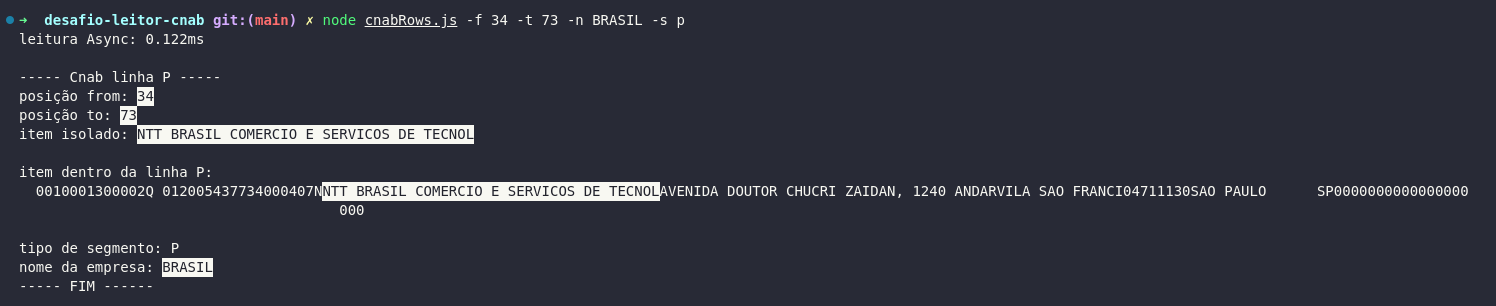 ➜  desafio-leitor-cnab git:(main) ✗ node cnabRows.js -f 34 -t 73 -n BRASIL -s p
leitura Async: 0.122ms
----- Cnab linha P -----
posição from: 34
posição to: 73
item isolado: NTT BRASIL COMERCIO E SERVICOS DE TECNOL
item dentro da linha P:
0010001300002Q 012005437734000407NNTT BRASIL COMERCIO E SERVICOS DE TECNOLAVENIDA DOUTOR CHUCRI ZAIDAN, 1240 ANDARVILA SAO FRANCI04711130SAO PAULO      SP0000000000000000
000
tipo de segmento: P
nome da empresa: BRASIL
----- FIM ------